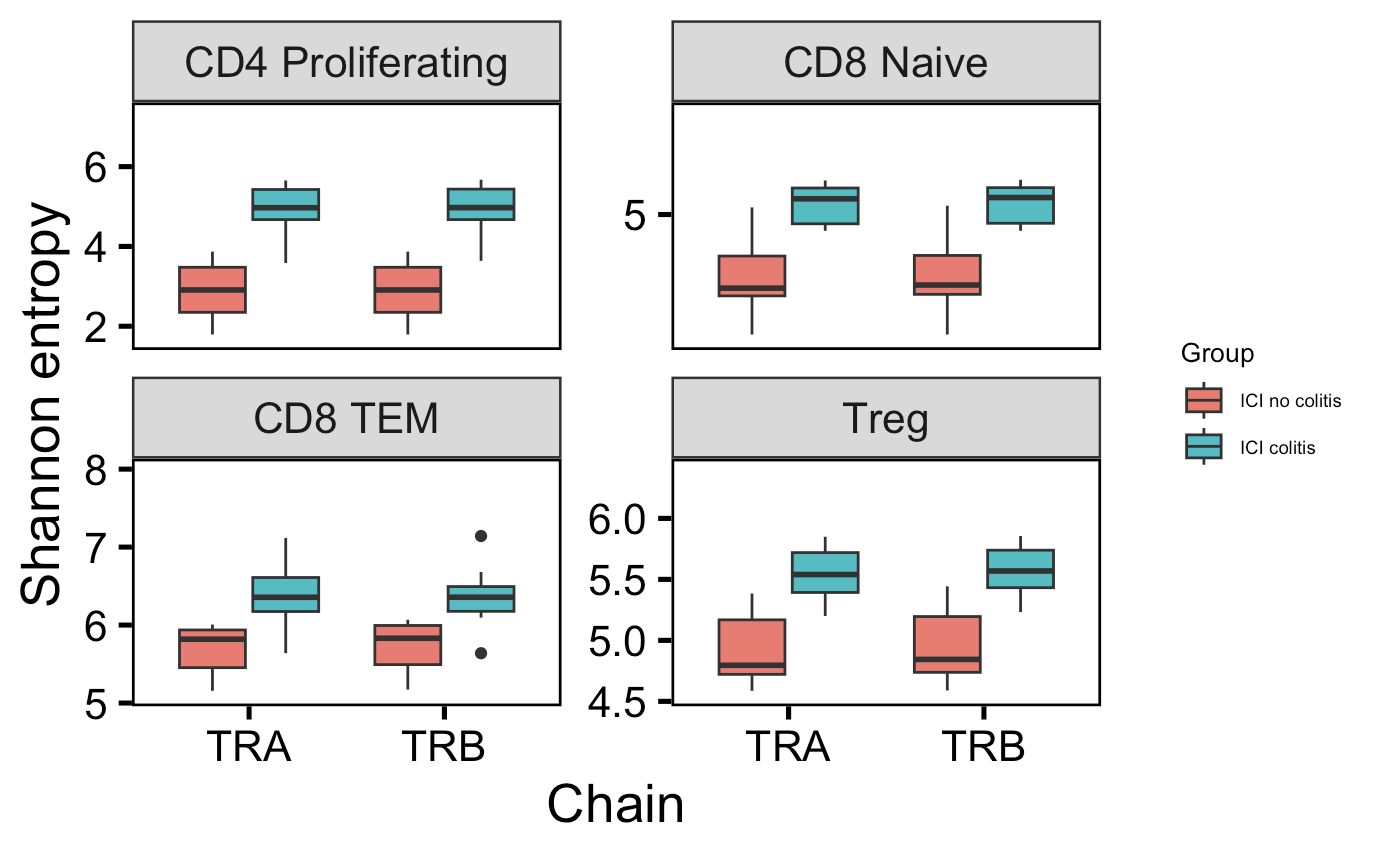 CD4 Proliferating
CD8 Naive
6
4
2
5
CD8 TEM
Treg
8
7
6
5
6.0
5.5
5.0
4.5
TRA
TRB
TRA
TRB
Chain
Shannon entropy
Group
ICI no colitis
ICI colitis